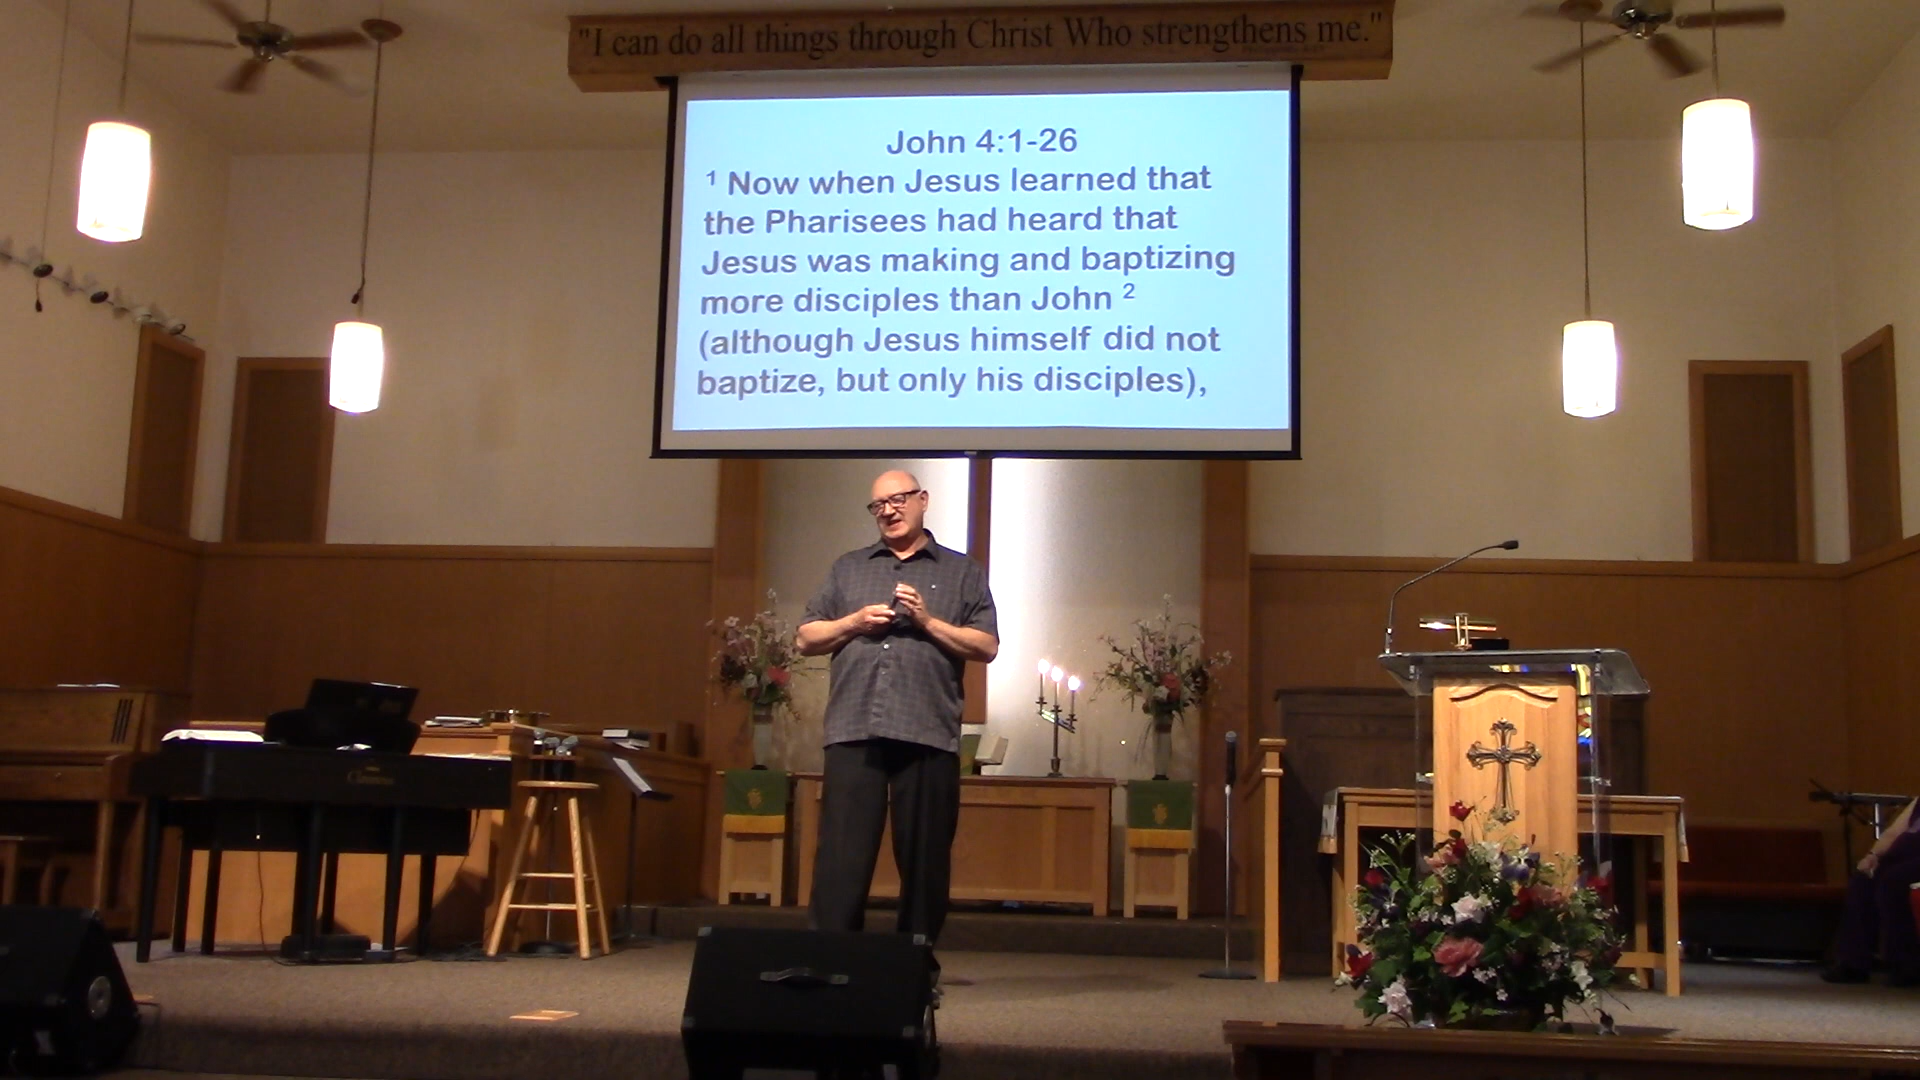 "I can do all things through Christ Who strengthens me."
John 4:1-26
¹ Now when Jesus learned that
the Pharisees had heard that
Jesus was making and baptizing
more disciples than John ²
(although Jesus himself did not
baptize, but only his disciples),